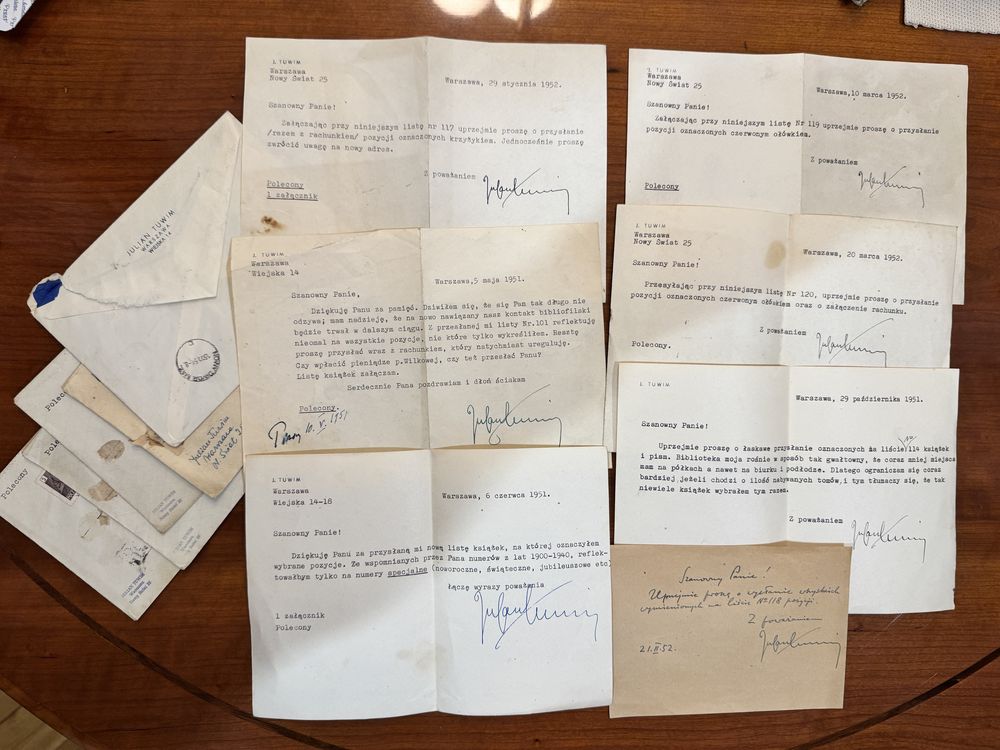 J. TUWIM
Warszawa
Nowy Świat 25
Warszawa, 29 stycznia 1952.
Szanowny Panie!
Załączając przy niniejszym listę nr 117 uprzejmie proszę o przysłanie
/razem z rachunkiem/ pozycji oznaczonych krzyżykiem. Jednocześnie proszę
zwrócić uwagę na nowy adres.
Z poważaniem
Polecony
1 załącznik
J. TUWIM
Warszawa
Wiejska 14
Warszawa,5 maja 1951.
Szanowny Panie,
Dziękuję Panu za pamięć. Dziwiłem się, że się Pan tak długo nie
odzywa; mam nadzieję, że na nowo nawiązany nasz kontakt bibliofilski
będzie trwał w dalszym ciągu. Z przesłanej mi listy Nr.101 reflektuję
nieomal na wszystkie pozycje, nie które tylko wykreśliłem. Resztę
proszę przysłać wraz z rachunkiem, który natychmiast ureguluję.
Czy wpłacić pieniądze p.Wilkowej, czy też przesłać Panu?
Listę książek załączam.
Serdecznie Pana pozdrawiam i dłoń ściskam
Polecony.
10. V. 1951
J. TUWIM
Warszawa
Wiejska 14-18
Warszawa, 6 czerwca 1951.
Szanowny Panie!
Dziękuję Panu za przysłaną mi nową listę książek, na której oznaczyłem
wybrane pozycje. Ze wspomnianych przez Pana numerów z lat 1900-1940, reflek-
towałbym tylko na numery specjalne (noworoczne, świąteczne, jubileuszowe etc)
łączę wyrazy poważania
1 załącznik
Polecony
J. TUWIM
Warszawa
Nowy Świat 25
Warszawa,10 marca 1952.
Szanowny Panie!
Załączając przy niniejszym listę Nr 119 uprzejmie proszę o przysłanie
pozycji oznaczonych czerwonym ołówkiem.
Z poważaniem
Polecony
J. TUWIM
Warszawa
Nowy Świat 25
Warszawa, 20 marca 1952.
Szanowny Panie!
Przesyłając przy niniejszym listę Nr 120, uprzejmie proszę o przysłanie
pozycji oznaczonych czerwonym ołówkiem oraz o załączenie rachunku.
Z poważaniem
Polecony.
J. TUWIM
Warszawa, 29 października 1951.
Szanowny Panie!
Uprzejmie proszę o łaskawe przysłanie oznaczonych na liście/No 114 książek
i pism. Biblioteka moja rośnie w sposób tak gwałtowny, że coraz mniej miejsca
mam na półkach a nawet na biurku i podłodze. Dlatego ograniczam się coraz
bardziej jeżeli chodzi o ilość nabywanych tomów, i tym tłumaczy się, że tak
niewiele książek wybrałem tym razem.
Z poważaniem
Szanowny Panie!
Uprzejmie proszę o wysłanie wszystkich
wymienionych na liście No 118 pozycji.
Z poważaniem
21.II.52.
JULIAN TUWIM
WARSZAWA
WIEJSKA 14
Polecony
Julian Tuwim
Warszawa
N. Świat 25
Polecony